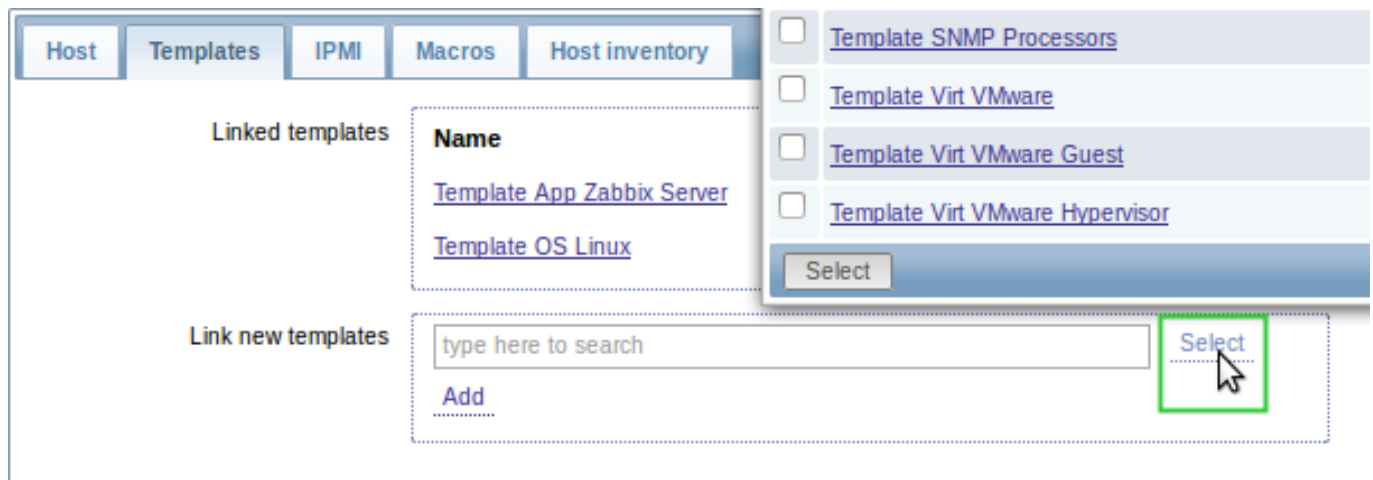 Host Templates IPMI Macros Host inventory
Template SNMP Processors
Template Virt VMware
Template Virt VMware Guest
Template Virt VMware Hypervisor
Select
Linked templates
Name
Template App Zabbix Server
Template OS Linux
Link new templates
type here to search
Select
Add